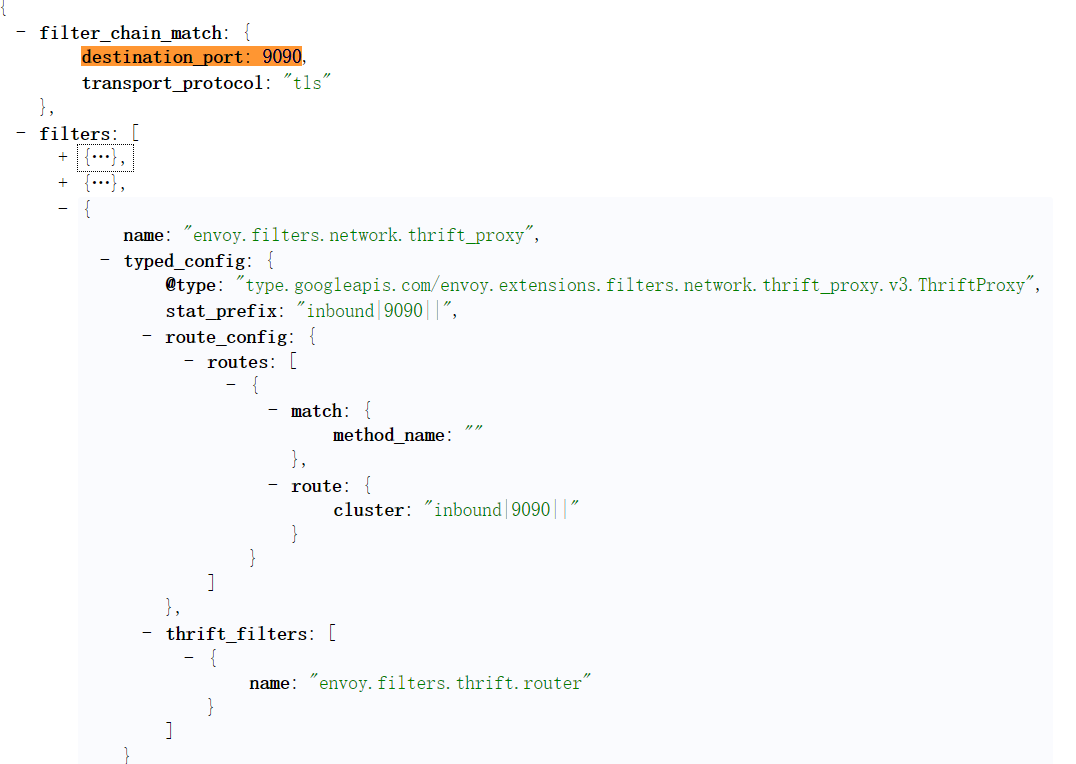 {
- filter_chain_match: {
destination_port: 9090,
transport_protocol: "tls"
},
- filters: [
+ {…},
+ {…},
- {
name: "envoy.filters.network.thrift_proxy",
- typed_config: {
@type: "type.googleapis.com/envoy.extensions.filters.network.thrift_proxy.v3.ThriftProxy",
stat_prefix: "inbound|9090||",
- route_config: {
- routes: [
- {
- match: {
method_name: ""
},
- route: {
cluster: "inbound|9090||"
}
}
]
},
- thrift_filters: [
- {
name: "envoy.filters.thrift.router"
}
]
}